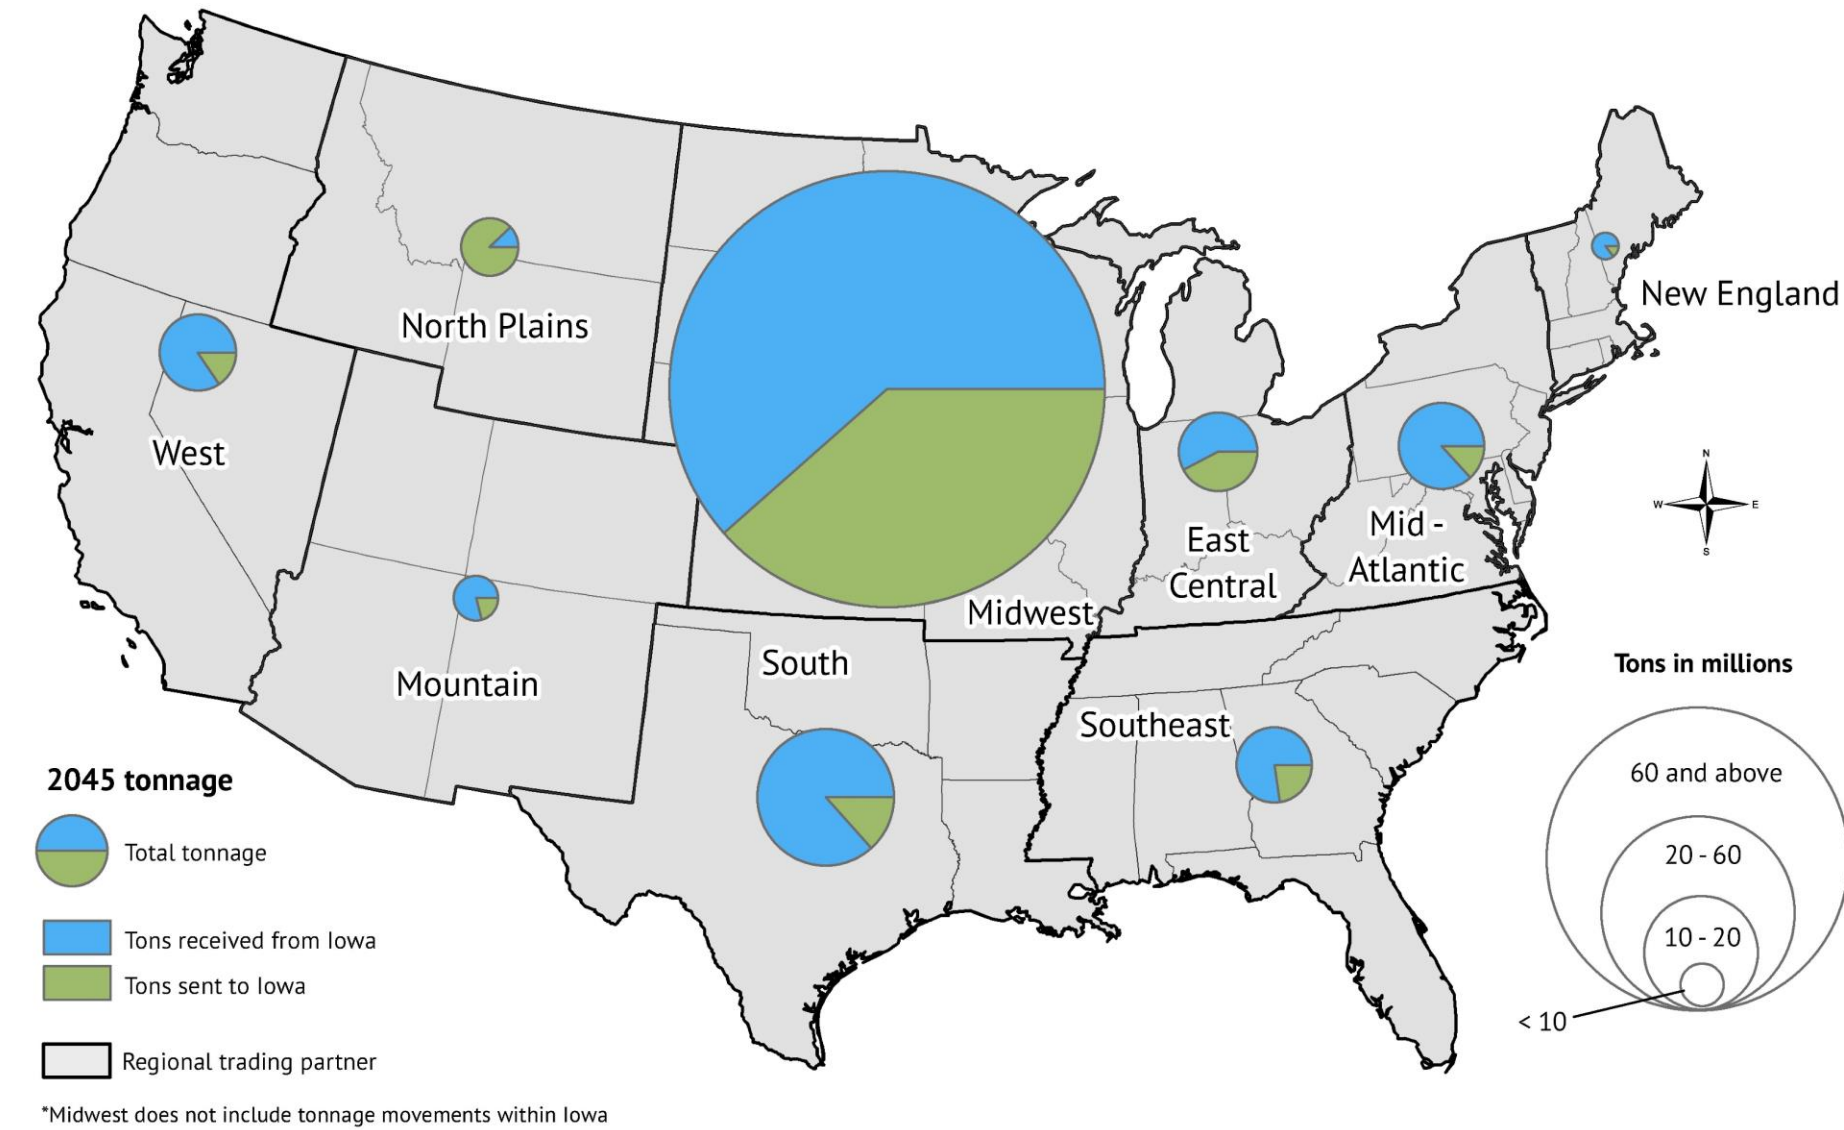 North Plains
New England
West
East
Central
Mid -
Atlantic
Midwest
Mountain
South
Southeast
N
W
E
S
2045 tonnage
Total tonnage
Tons received from Iowa
Tons sent to Iowa
Regional trading partner
*Midwest does not include tonnage movements within Iowa
Tons in millions
60 and above
20 - 60
10 - 20
< 10